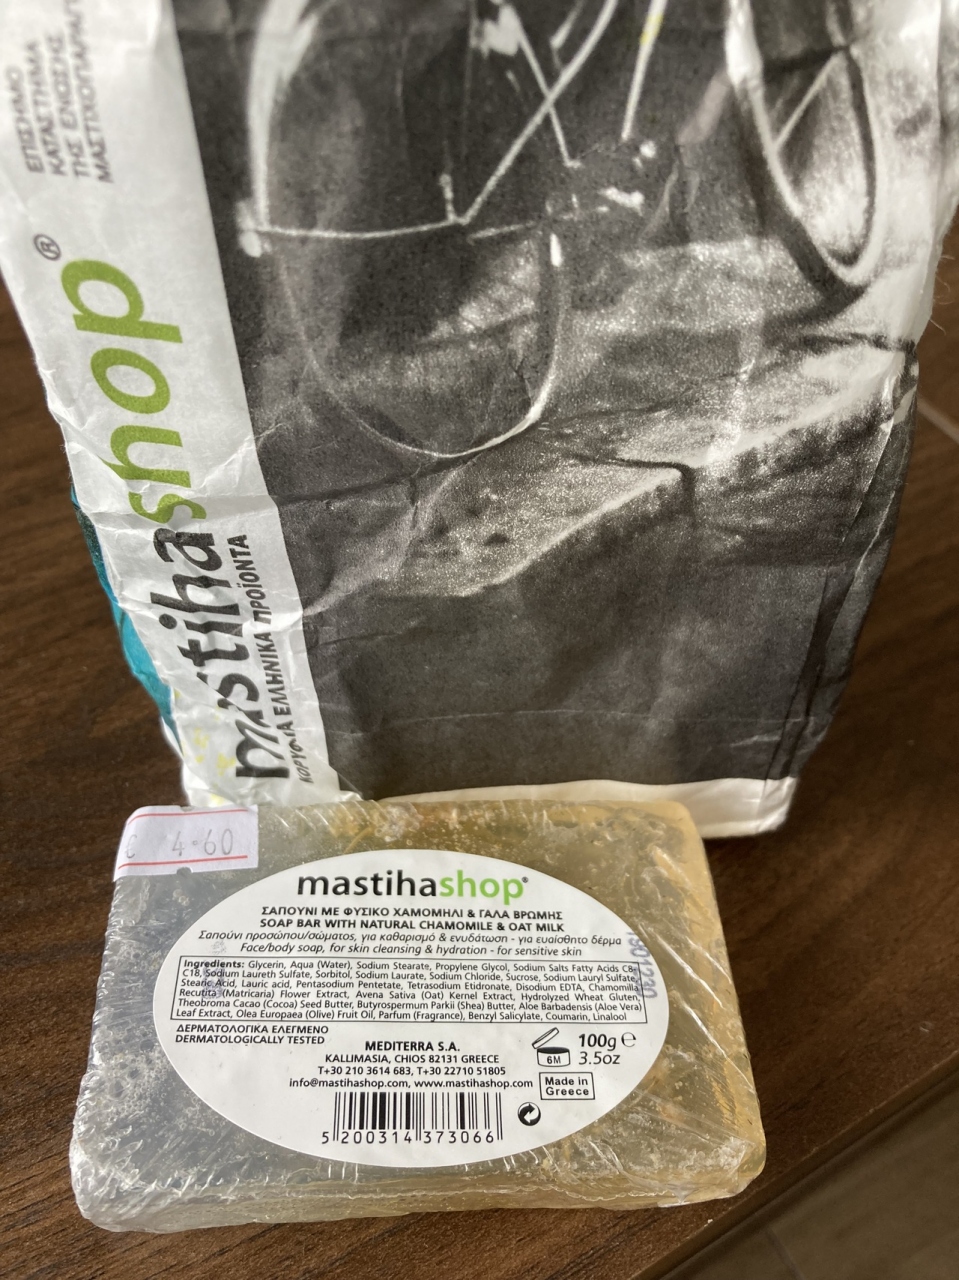 ΕΠΙΣΗΜΟ
ΚΑΤΑΣΤΗΜΑ
ΤΗΣ ΕΝΩΣΗΣ
ΜΑΣΤΙΧΟΠΑΡΑΓ
mastihashop®
ΚΟΡΥΦΑΙΑ ΕΛΛΗΝΙΚΑ ΠΡΟΪΟΝΤΑ
€ 4.60
mastihashop®
ΣΑΠΟΥΝΙ ΜΕ ΦΥΣΙΚΟ ΧΑΜΟΜΗΛΙ & ΓΑΛΑ ΒΡΩΜΗΣ
SOAP BAR WITH NATURAL CHAMOMILE & OAT MILK
Σαπούνι προσώπου/σώματος, για καθαρισμό & ενυδάτωση - για ευαίσθητο δέρμα
Face/body soap, for skin cleansing & hydration - for sensitive skin
Ingredients: Glycerin, Aqua (Water), Sodium Stearate, Propylene Glycol, Sodium Salts Fatty Acids C8-
C18, Sodium Laureth Sulfate, Sorbitol, Sodium Laurate, Sodium Chloride, Sucrose, Sodium Lauryl Sulfate,
Stearic Acid, Lauric acid, Pentasodium Pentetate, Tetrasodium Etidronate, Disodium EDTA, Chamomilla
Recutita (Matricaria) Flower Extract, Avena Sativa (Oat) Kernel Extract, Hydrolyzed Wheat Gluten,
Theobroma Cacao (Cocoa) Seed Butter, Butyrospermum Parkii (Shea) Butter, Aloe Barbadensis (Aloe Vera)
Leaf Extract, Olea Europaea (Olive) Fruit Oil, Parfum (Fragrance), Benzyl Salicylate, Coumarin, Linalool
ΔΕΡΜΑΤΟΛΟΓΙΚΑ ΕΛΕΓΜΕΝΟ
DERMATOLOGICALLY TESTED
MEDITERRA S.A.
KALLIMASIA, CHIOS 82131 GREECE
T+30 210 3614 683, T+30 22710 51805
info@mastihashop.com, www.mastihashop.com
6M
100g ℮
3.5oz
Made in
Greece
5 200314 373066